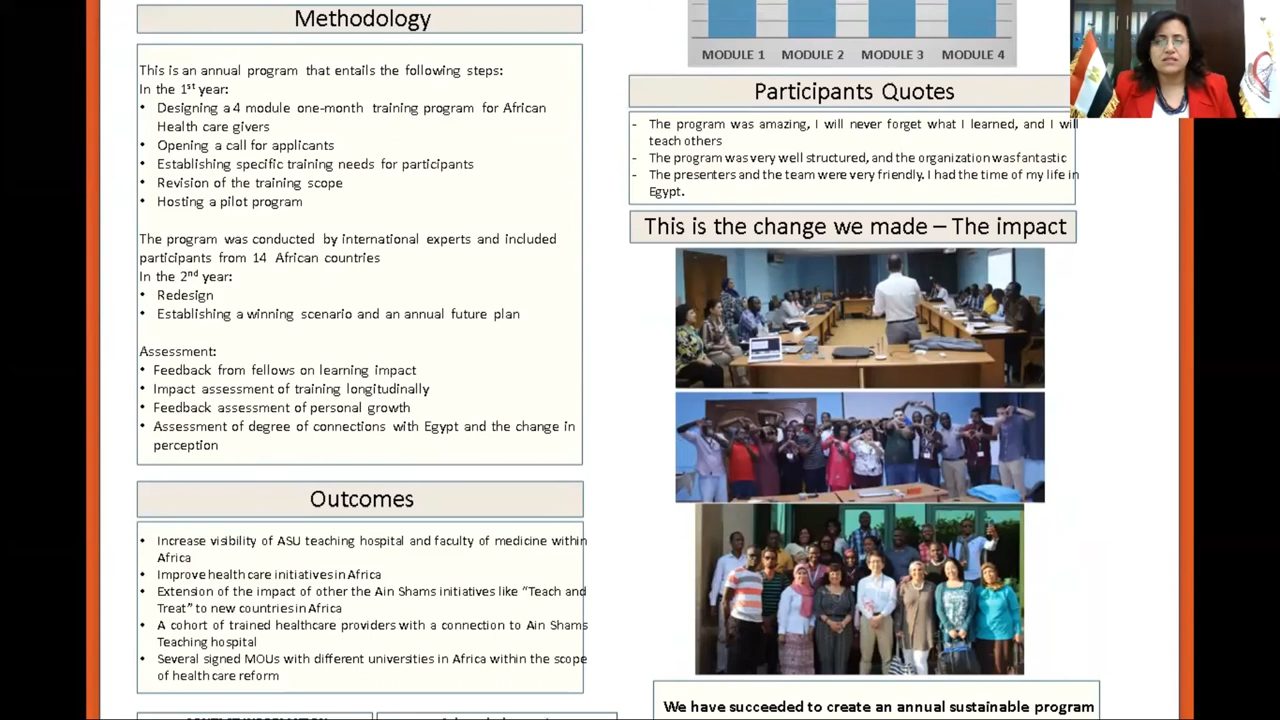 Methodology
This is an annual program that entails the following steps:
In the 1st year:
• Designing a 4 module one-month training program for African
Health care givers
• Opening a call for applicants
• Establishing specific training needs for participants
• Revision of the training scope
• Hosting a pilot program
The program was conducted by international experts and included
participants from 14 African countries
In the 2nd year:
• Redesign
• Establishing a winning scenario and an annual future plan
Assessment:
• Feedback from fellows on learning impact
• Impact assessment of training longitudinally
• Feedback assessment of personal growth
• Assessment of degree of connections with Egypt and the change in
perception
Outcomes
• Increase visibility of ASU teaching hospital and faculty of medicine within
Africa
• Improve health care initiatives in Africa
• Extension of the impact of other the Ain Shams initiatives like “Teach and
Treat” to new countries in Africa
• A cohort of trained healthcare providers with a connection to Ain Shams
Teaching hospital
• Several signed MOUs with different universities in Africa within the scope
of health care reform
MODULE 1 MODULE 2 MODULE 3 MODULE 4
Participants Quotes
- The program was amazing, I will never forget what I learned, and I will
teach others
- The program was very well structured, and the organization was fantastic
- The presenters and the team were very friendly. I had the time of my life in
Egypt.
This is the change we made – The impact
We have succeeded to create an annual sustainable program